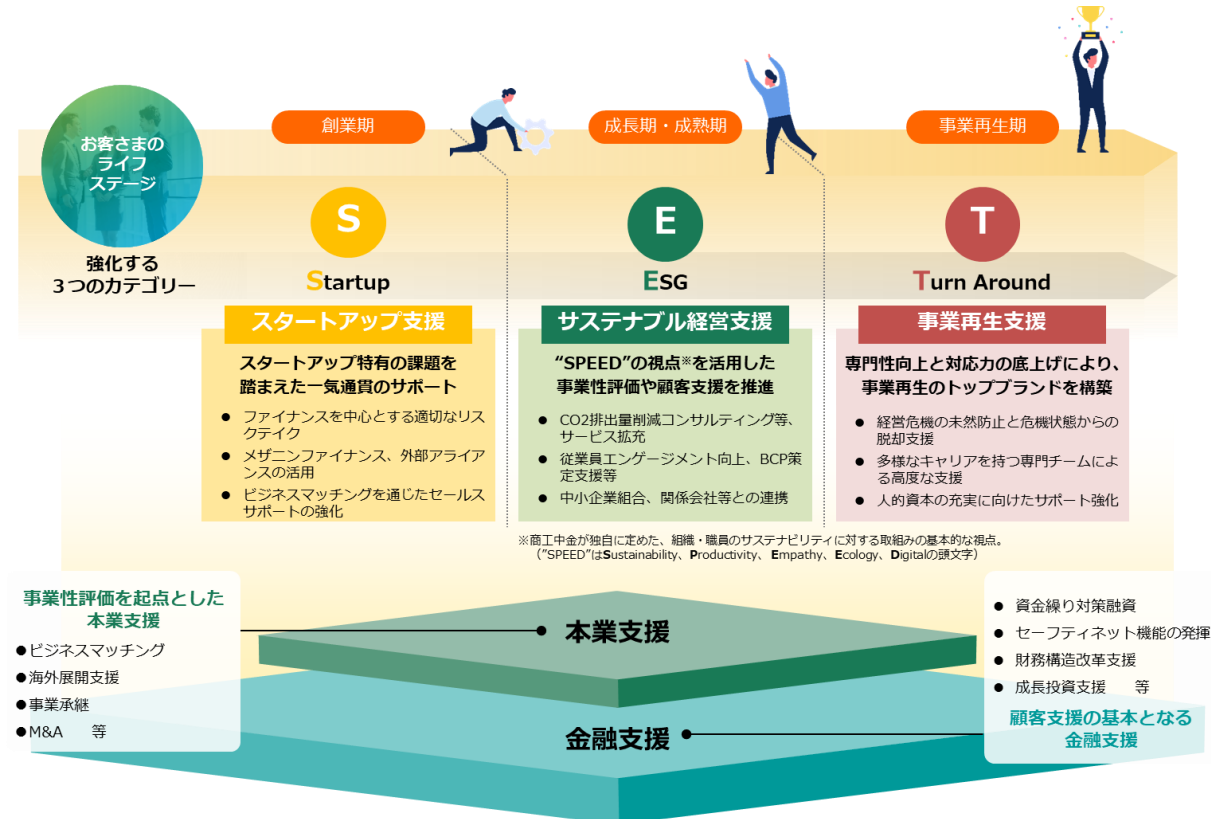 創業期
成長期・成熟期
事業再生期
お客さまの
ライフ
ステージ
強化する
3つのカテゴリー
S
Startup
スタートアップ支援
スタートアップ特有の課題を
踏まえた一気通貫のサポート
● ファイナンスを中心とする適切なリス
クテイク
● メザニンファイナンス、外部アライア
ンスの活用
● ビジネスマッチングを通じたセールス
サポートの強化
E
ESG
サステナブル経営支援
“SPEED”の視点※を活用した
事業性評価や顧客支援を推進
● CO2排出量削減コンサルティング等、
サービス拡充
● 従業員エンゲージメント向上、BCP策
定支援等
● 中小企業組合、関係会社等との連携
T
Turn Around
事業再生支援
専門性向上と対応力の底上げにより、
事業再生のトップブランドを構築
● 経営危機の未然防止と危機状態からの
脱却支援
● 多様なキャリアを持つ専門チームによ
る高度な支援
● 人的資本の充実に向けたサポート強化
※商工中金が独自に定めた、組織・職員のサステナビリティに対する取組みの基本的な視点。
（”SPEED”はSustainability、Productivity、Empathy、Ecology、Digitalの頭文字）
事業性評価を起点とした
本業支援
●ビジネスマッチング
●海外展開支援
●事業承継
●M&A 等
本業支援
金融支援
● 資金繰り対策融資
● セーフティネット機能の発揮
● 財務構造改革支援
● 成長投資支援 等
顧客支援の基本となる
金融支援